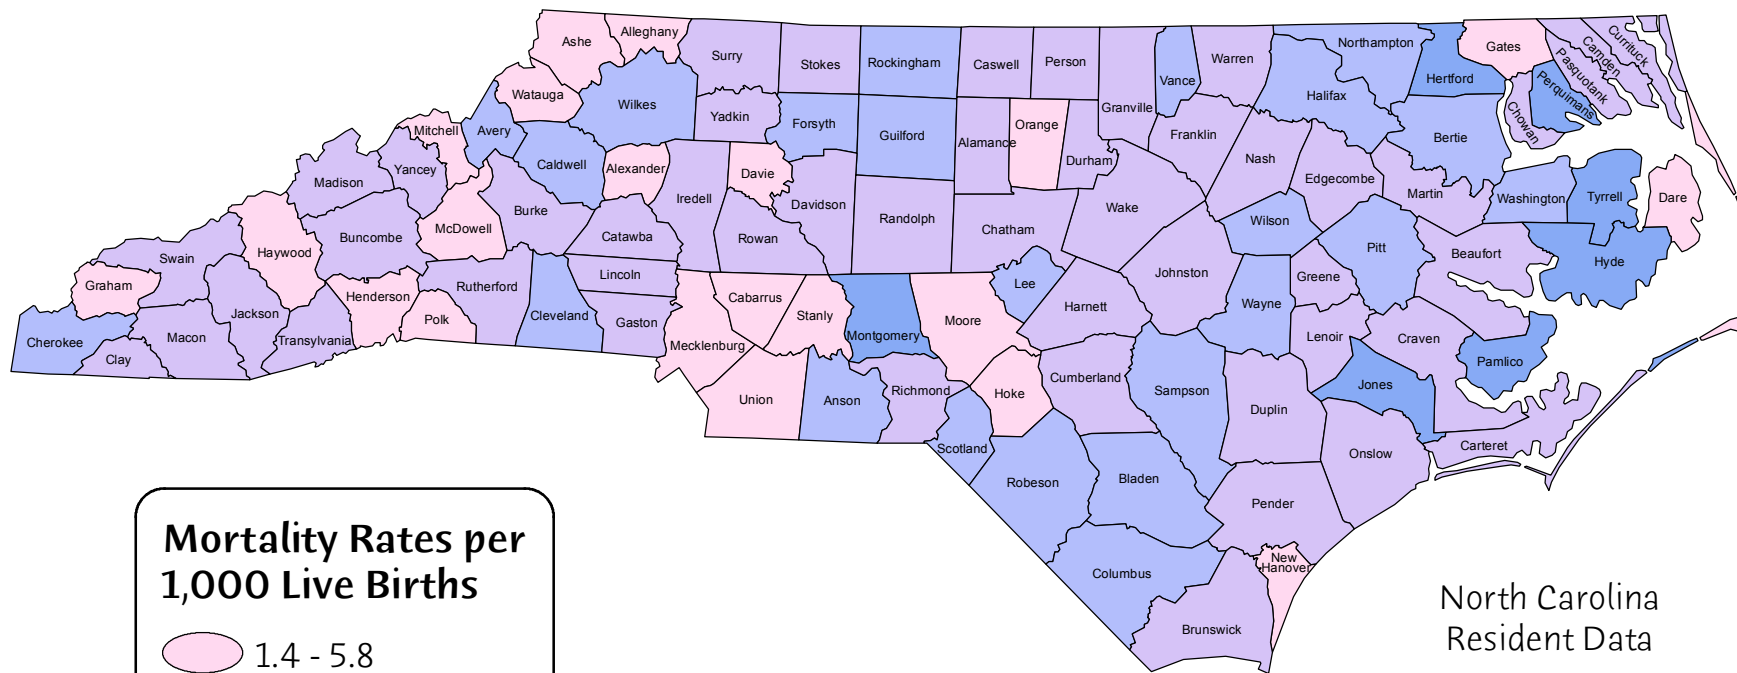 Ashe
Alleghany
Surry
Stokes
Rockingham
Caswell
Person
Granville
Vance
Warren
Northampton
Halifax
Hertford
Gates
Currituck
Camden
Pasquotank
Perquimans
Chowan
Bertie
Watauga
Wilkes
Yadkin
Forsyth
Guilford
Alamance
Orange
Durham
Franklin
Nash
Edgecombe
Martin
Washington
Tyrrell
Dare
Mitchell
Avery
Caldwell
Alexander
Iredell
Davie
Davidson
Randolph
Chatham
Wake
Wilson
Pitt
Beaufort
Hyde
Madison
Yancey
Burke
McDowell
Buncombe
Haywood
Catawba
Rowan
Lincoln
Johnston
Greene
Wayne
Lee
Harnett
Swain
Graham
Jackson
Henderson
Rutherford
Polk
Cleveland
Gaston
Cabarrus
Stanly
Montgomery
Moore
Mecklenburg
Cherokee
Clay
Macon
Transylvania
Union
Anson
Richmond
Hoke
Cumberland
Sampson
Duplin
Lenoir
Craven
Pamlico
Jones
Onslow
Carteret
Scotland
Robeson
Bladen
Pender
Columbus
New
Hanover
Brunswick
Mortality Rates per
1,000 Live Births
1.4 - 5.8
North Carolina
Resident Data